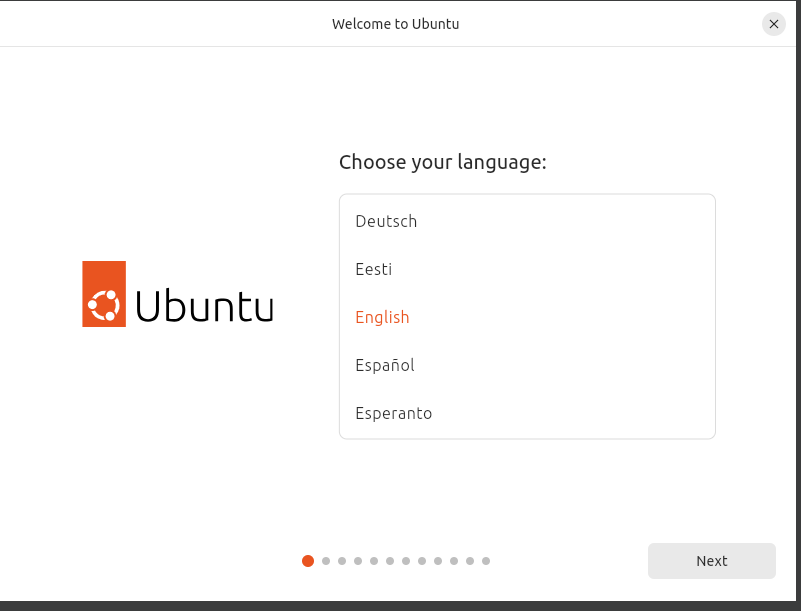 Welcome to Ubuntu
Choose your language:
Deutsch
Eesti
English
Español
Esperanto
Ubuntu
Next